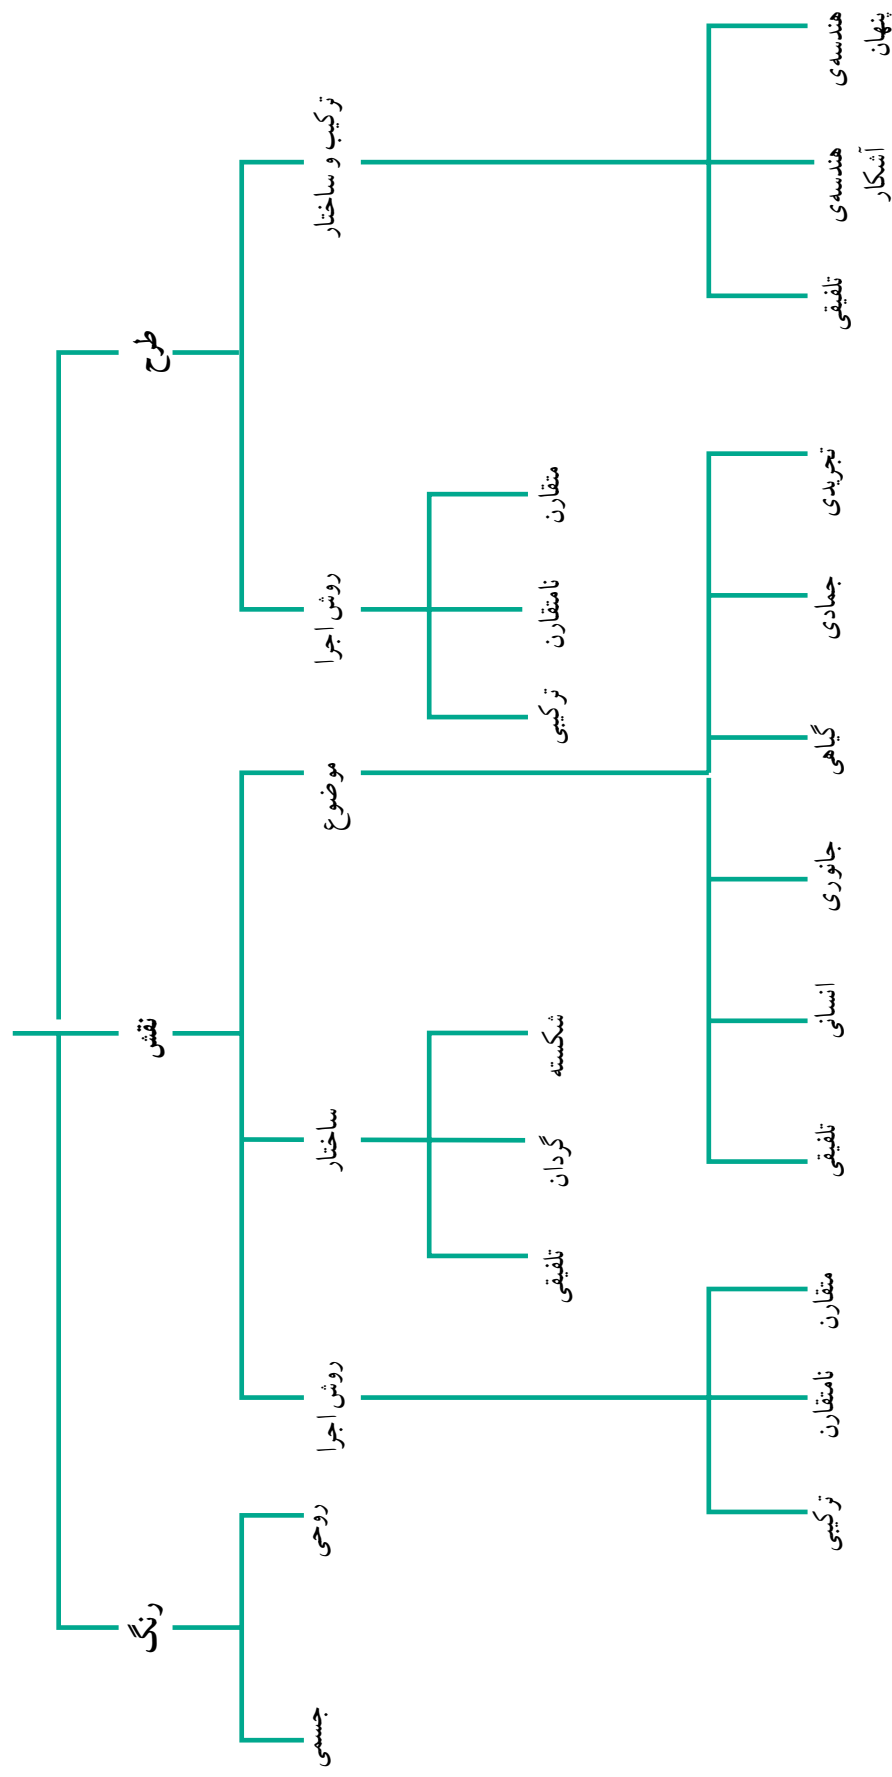 طرح
نقش
رنگ
ترکیب و ساختار
روش اجرا
موضوع
ساختار
روش اجرا
روحی
جسمی
متقارن
نامتقارن
ترکیبی
شکسته
گردان
تلفیقی
هندسه‌ی
پنهان
هندسه‌ی
آشکار
تلفیقی
تجریدی
جمادی
گیاهی
جانوری
انسانی
تلفیقی
متقارن
نامتقارن
ترکیبی